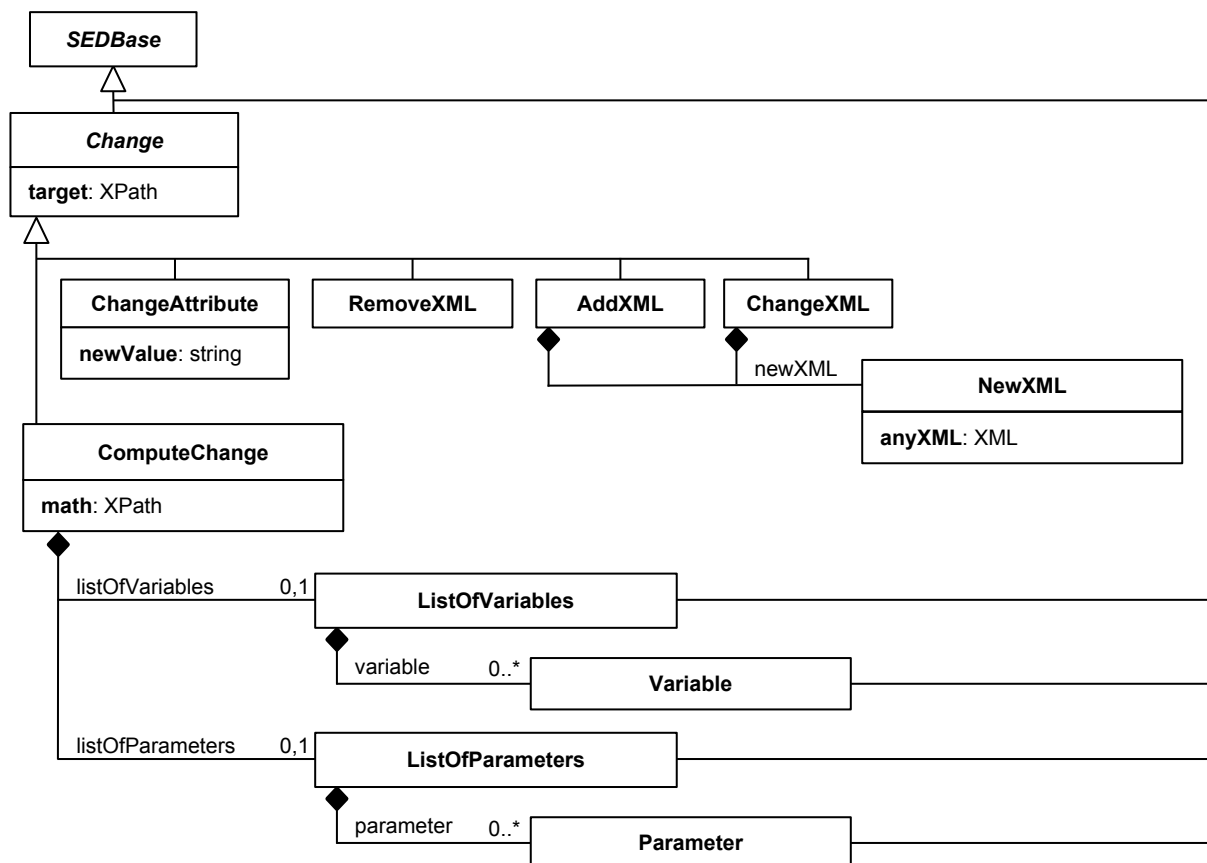 SEDBase
Change
target: XPath
ChangeAttribute
RemoveXML
AddXML
ChangeXML
newValue: string
newXML
NewXML
anyXML: XML
ComputeChange
math: XPath
listOfVariables 0,1
ListOfVariables
variable 0..*
Variable
listOfParameters 0,1
ListOfParameters
parameter 0..*
Parameter